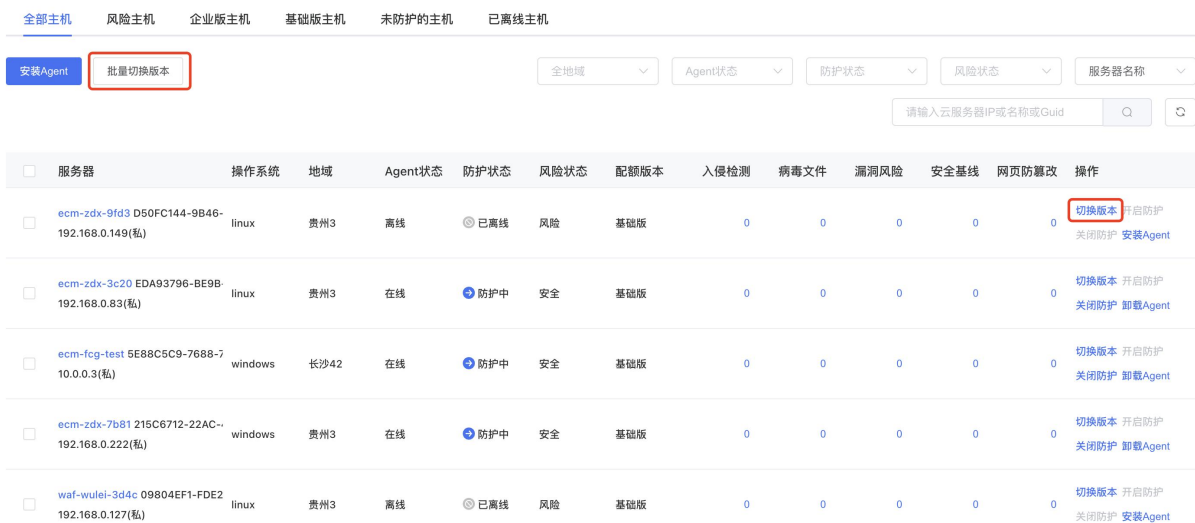 全部主机 风险主机 企业版主机 基础版主机 未防护的主机 已离线主机
安装Agent 批量切换版本 全地域 Agent状态 防护状态 风险状态 服务器名称
请输入云服务器IP或名称或Guid
服务器 操作系统 地域 Agent状态 防护状态 风险状态 配额版本 入侵检测 病毒文件 漏洞风险 安全基线 网页防篡改 操作
ecm-zdx-9fd3 D50FC144-9B46- linux 贵州3 离线 已离线 风险 基础版 0 0 0 0 0 切换版本 开启防护
192.168.0.149(私) 关闭防护 安装Agent
ecm-zdx-3c20 EDA93796-BE9B- linux 贵州3 在线 防护中 安全 基础版 0 0 0 0 0 切换版本 开启防护
192.168.0.83(私) 关闭防护 卸载Agent
ecm-fcg-test 5E88C5C9-7688-7 windows 长沙42 在线 防护中 安全 基础版 0 0 0 0 0 切换版本 开启防护
10.0.0.3(私) 关闭防护 卸载Agent
ecm-zdx-7b81 215C6712-22AC- windows 贵州3 在线 防护中 安全 基础版 0 0 0 0 0 切换版本 开启防护
192.168.0.222(私) 关闭防护 卸载Agent
waf-wulei-3d4c 09804EF1-FDE2 linux 贵州3 离线 已离线 风险 基础版 0 0 0 0 0 切换版本 开启防护
192.168.0.127(私) 关闭防护 安装Agent